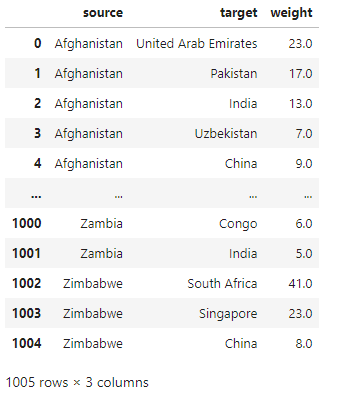 source target weight
0 Afghanistan United Arab Emirates 23.0
1 Afghanistan Pakistan 17.0
2 Afghanistan India 13.0
3 Afghanistan Uzbekistan 7.0
4 Afghanistan China 9.0
... ... ... ...
1000 Zambia Congo 6.0
1001 Zambia India 5.0
1002 Zimbabwe South Africa 41.0
1003 Zimbabwe Singapore 23.0
1004 Zimbabwe China 8.0
1005 rows × 3 columns